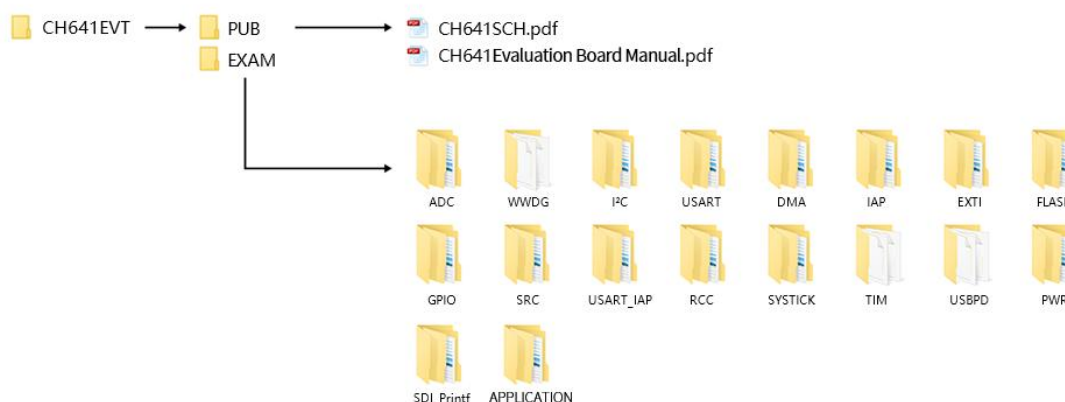 CH641EVT PUB CH641SCH.pdf
EXAM CH641Evaluation Board Manual.pdf
ADC WWDG I²C USART DMA IAP EXTI
GPIO SRC USART_IAP RCC SYSTICK TIM USBPD PWR
SDI_Printf APPLICATION